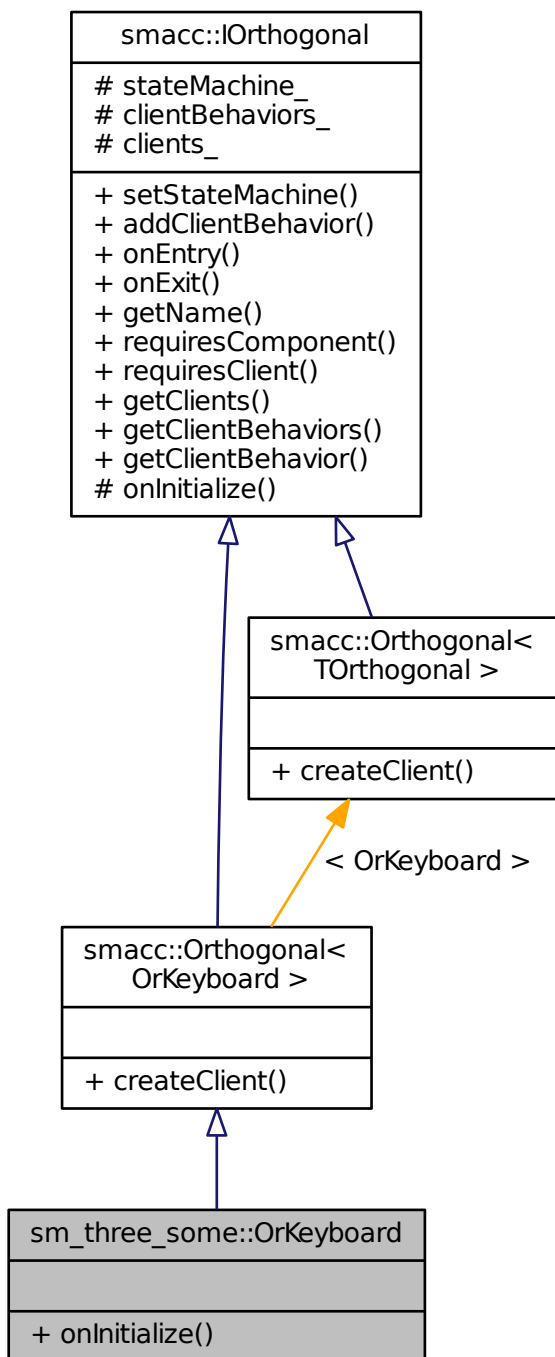 smacc::IOrthogonal
# stateMachine_
# clientBehaviors_
# clients_
+ setStateMachine()
+ addClientBehavior()
+ onEntry()
+ onExit()
+ getName()
+ requiresComponent()
+ requiresClient()
+ getClients()
+ getClientBehaviors()
+ getClientBehavior()
# onInitialize()
smacc::Orthogonal<
TOrthogonal >
+ createClient()
< OrKeyboard >
smacc::Orthogonal<
OrKeyboard >
+ createClient()
sm_three_some::OrKeyboard
+ onInitialize()